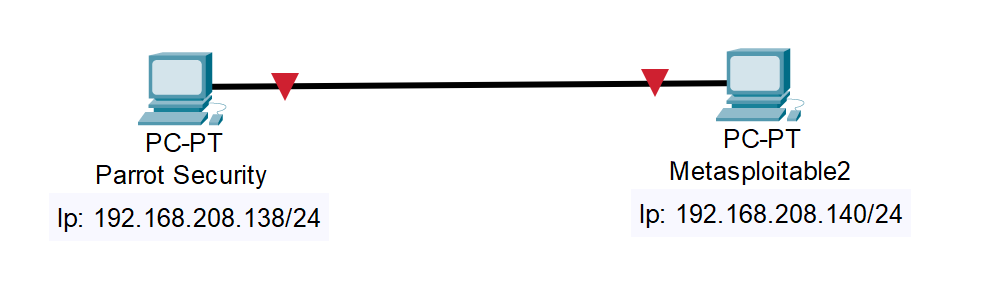 PC-PT
Parrot Security
Ip: 192.168.208.138/24
PC-PT
Metasploitable2
Ip: 192.168.208.140/24